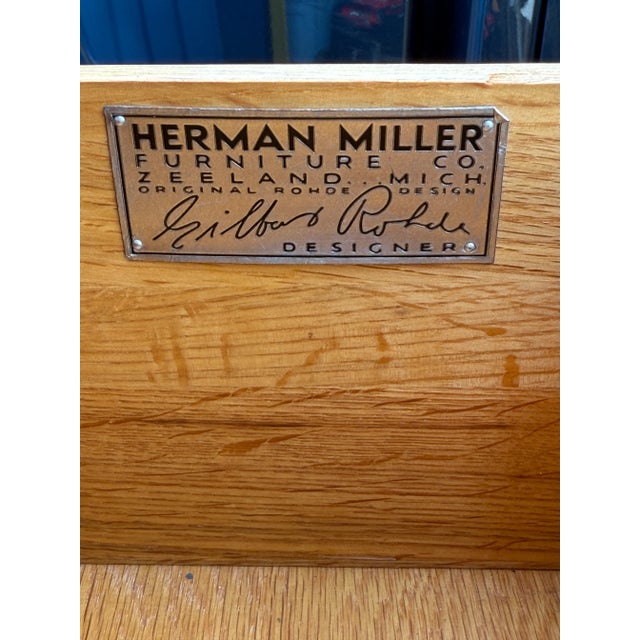 HERMAN MILLER
FURNITURE CO.
ZEELAND., MICH.
ORIGINAL ROHDE DESIGN
Gilbert Rohde
DESIGNER